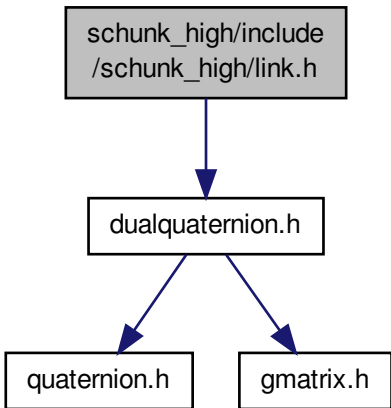 schunk_high/include
/schunk_high/link.h
dualquaternion.h
quaternion.h
gmatrix.h